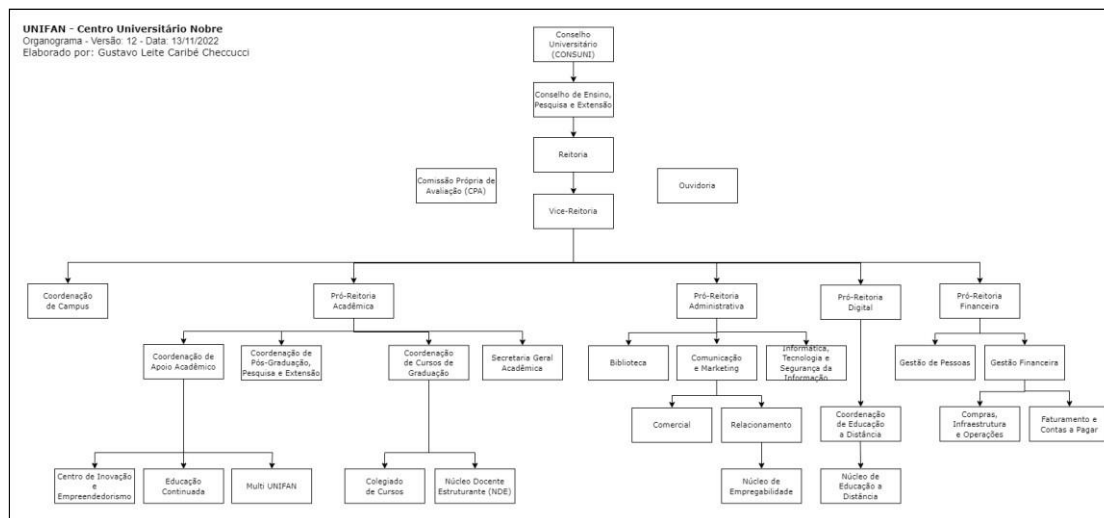 UNIFAN - Centro Universitário Nobre
Organograma - Versão: 12 - Data: 13/11/2022
Elaborado por: Gustavo Leite Caribé Checcucci
Conselho
Universitário
(CONSUNI)
Conselho de Ensino,
Pesquisa e Extensão
Reitoria
Comissão Própria de
Avaliação (CPA)
Ouvidoria
Vice-Reitoria
Coordenação
de Campus
Pró-Reitoria
Acadêmica
Pró-Reitoria
Administrativa
Pró-Reitoria
Digital
Pró-Reitoria
Financeira
Coordenação de
Apoio Acadêmico
Coordenação de
Pós-Graduação,
Pesquisa e Extensão
Coordenação
de Cursos de
Graduação
Secretaria Geral
Acadêmica
Biblioteca
Comunicação
e Marketing
Informática,
Tecnologia e
Segurança da
Informação
Gestão de Pessoas
Gestão Financeira
Comercial
Relacionamento
Coordenação
de Educação
a Distância
Compras,
Infraestrutura
e Operações
Faturamento e
Contas a Pagar
Centro de Inovação
e
Empreendedorismo
Educação
Continuada
Multi UNIFAN
Colegiado
de Cursos
Núcleo Docente
Estruturante (NDE)
Núcleo de
Empregabilidade
Núcleo de
Educação a
Distância